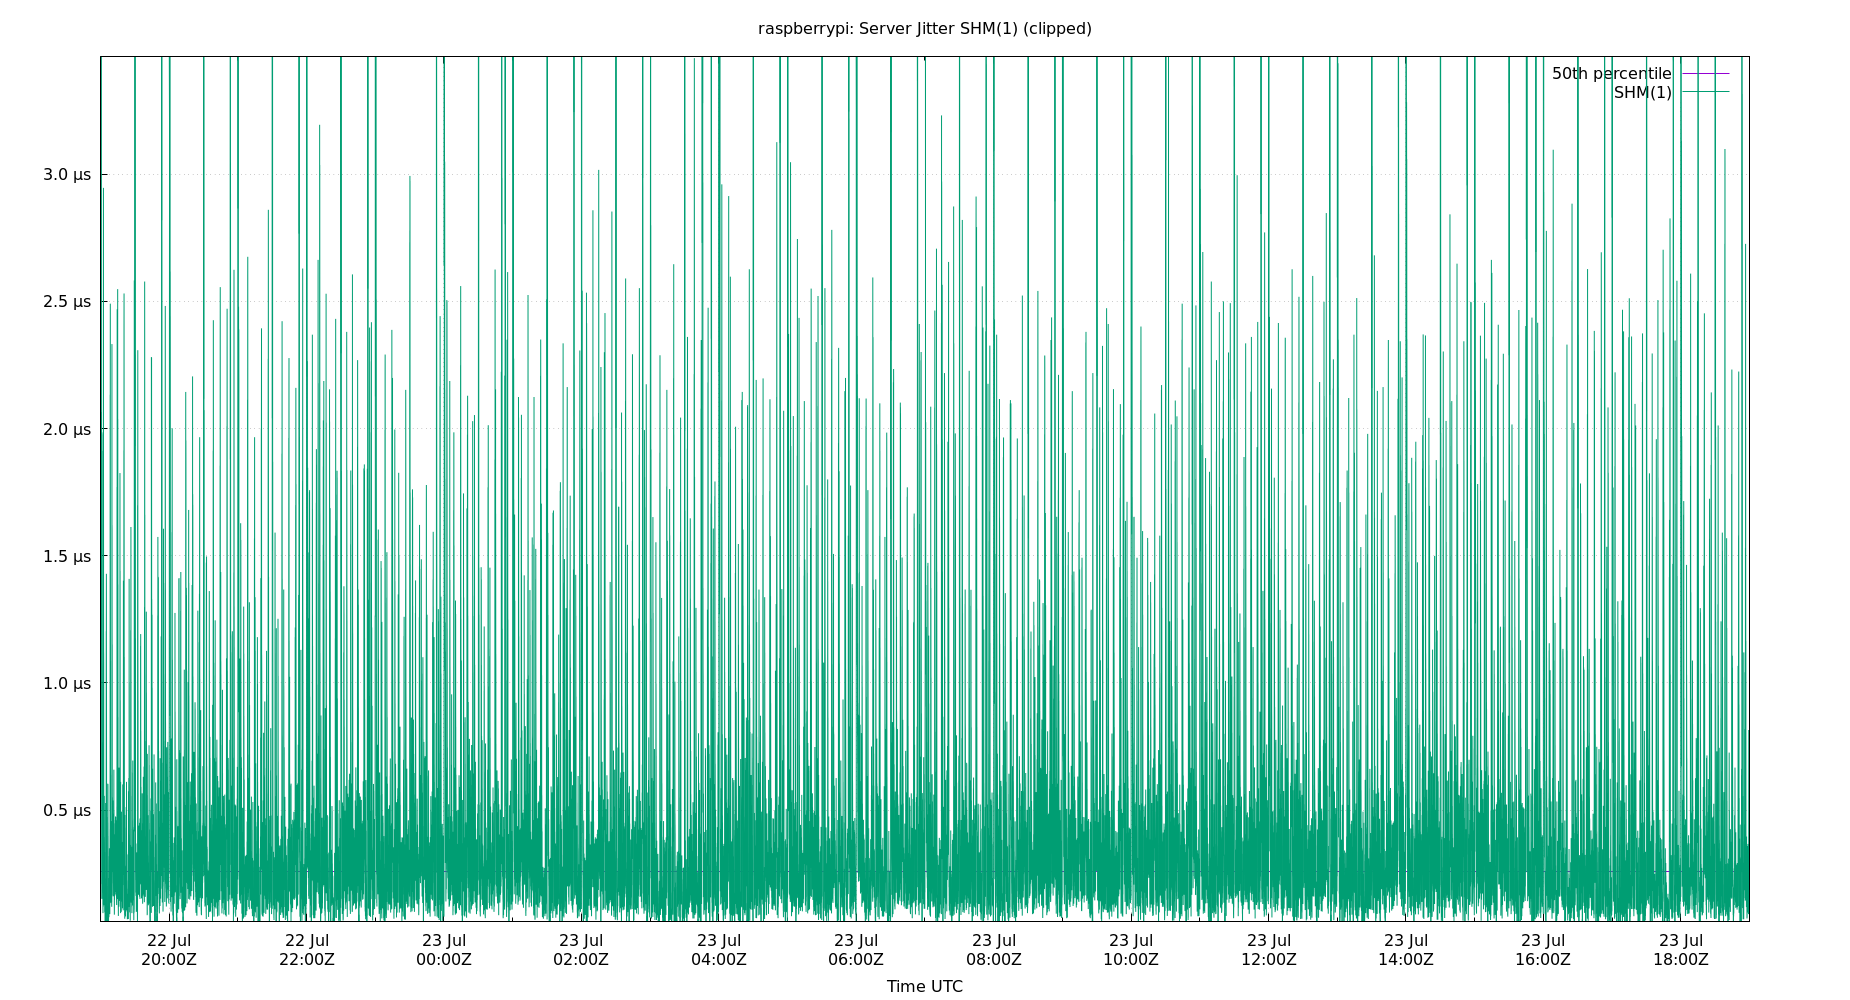 raspberrypi: Server Jitter SHM(1) (clipped)
50th percentile
SHM(1)
3.0 µs
2.5 µs
2.0 µs
1.5 µs
1.0 µs
0.5 µs
22 Jul 22 Jul 23 Jul 23 Jul 23 Jul 23 Jul 23 Jul 23 Jul 23 Jul 23 Jul 23 Jul 23 Jul
20:00Z 22:00Z 00:00Z 02:00Z 04:00Z 06:00Z 08:00Z 10:00Z 12:00Z 14:00Z 16:00Z 18:00Z
Time UTC